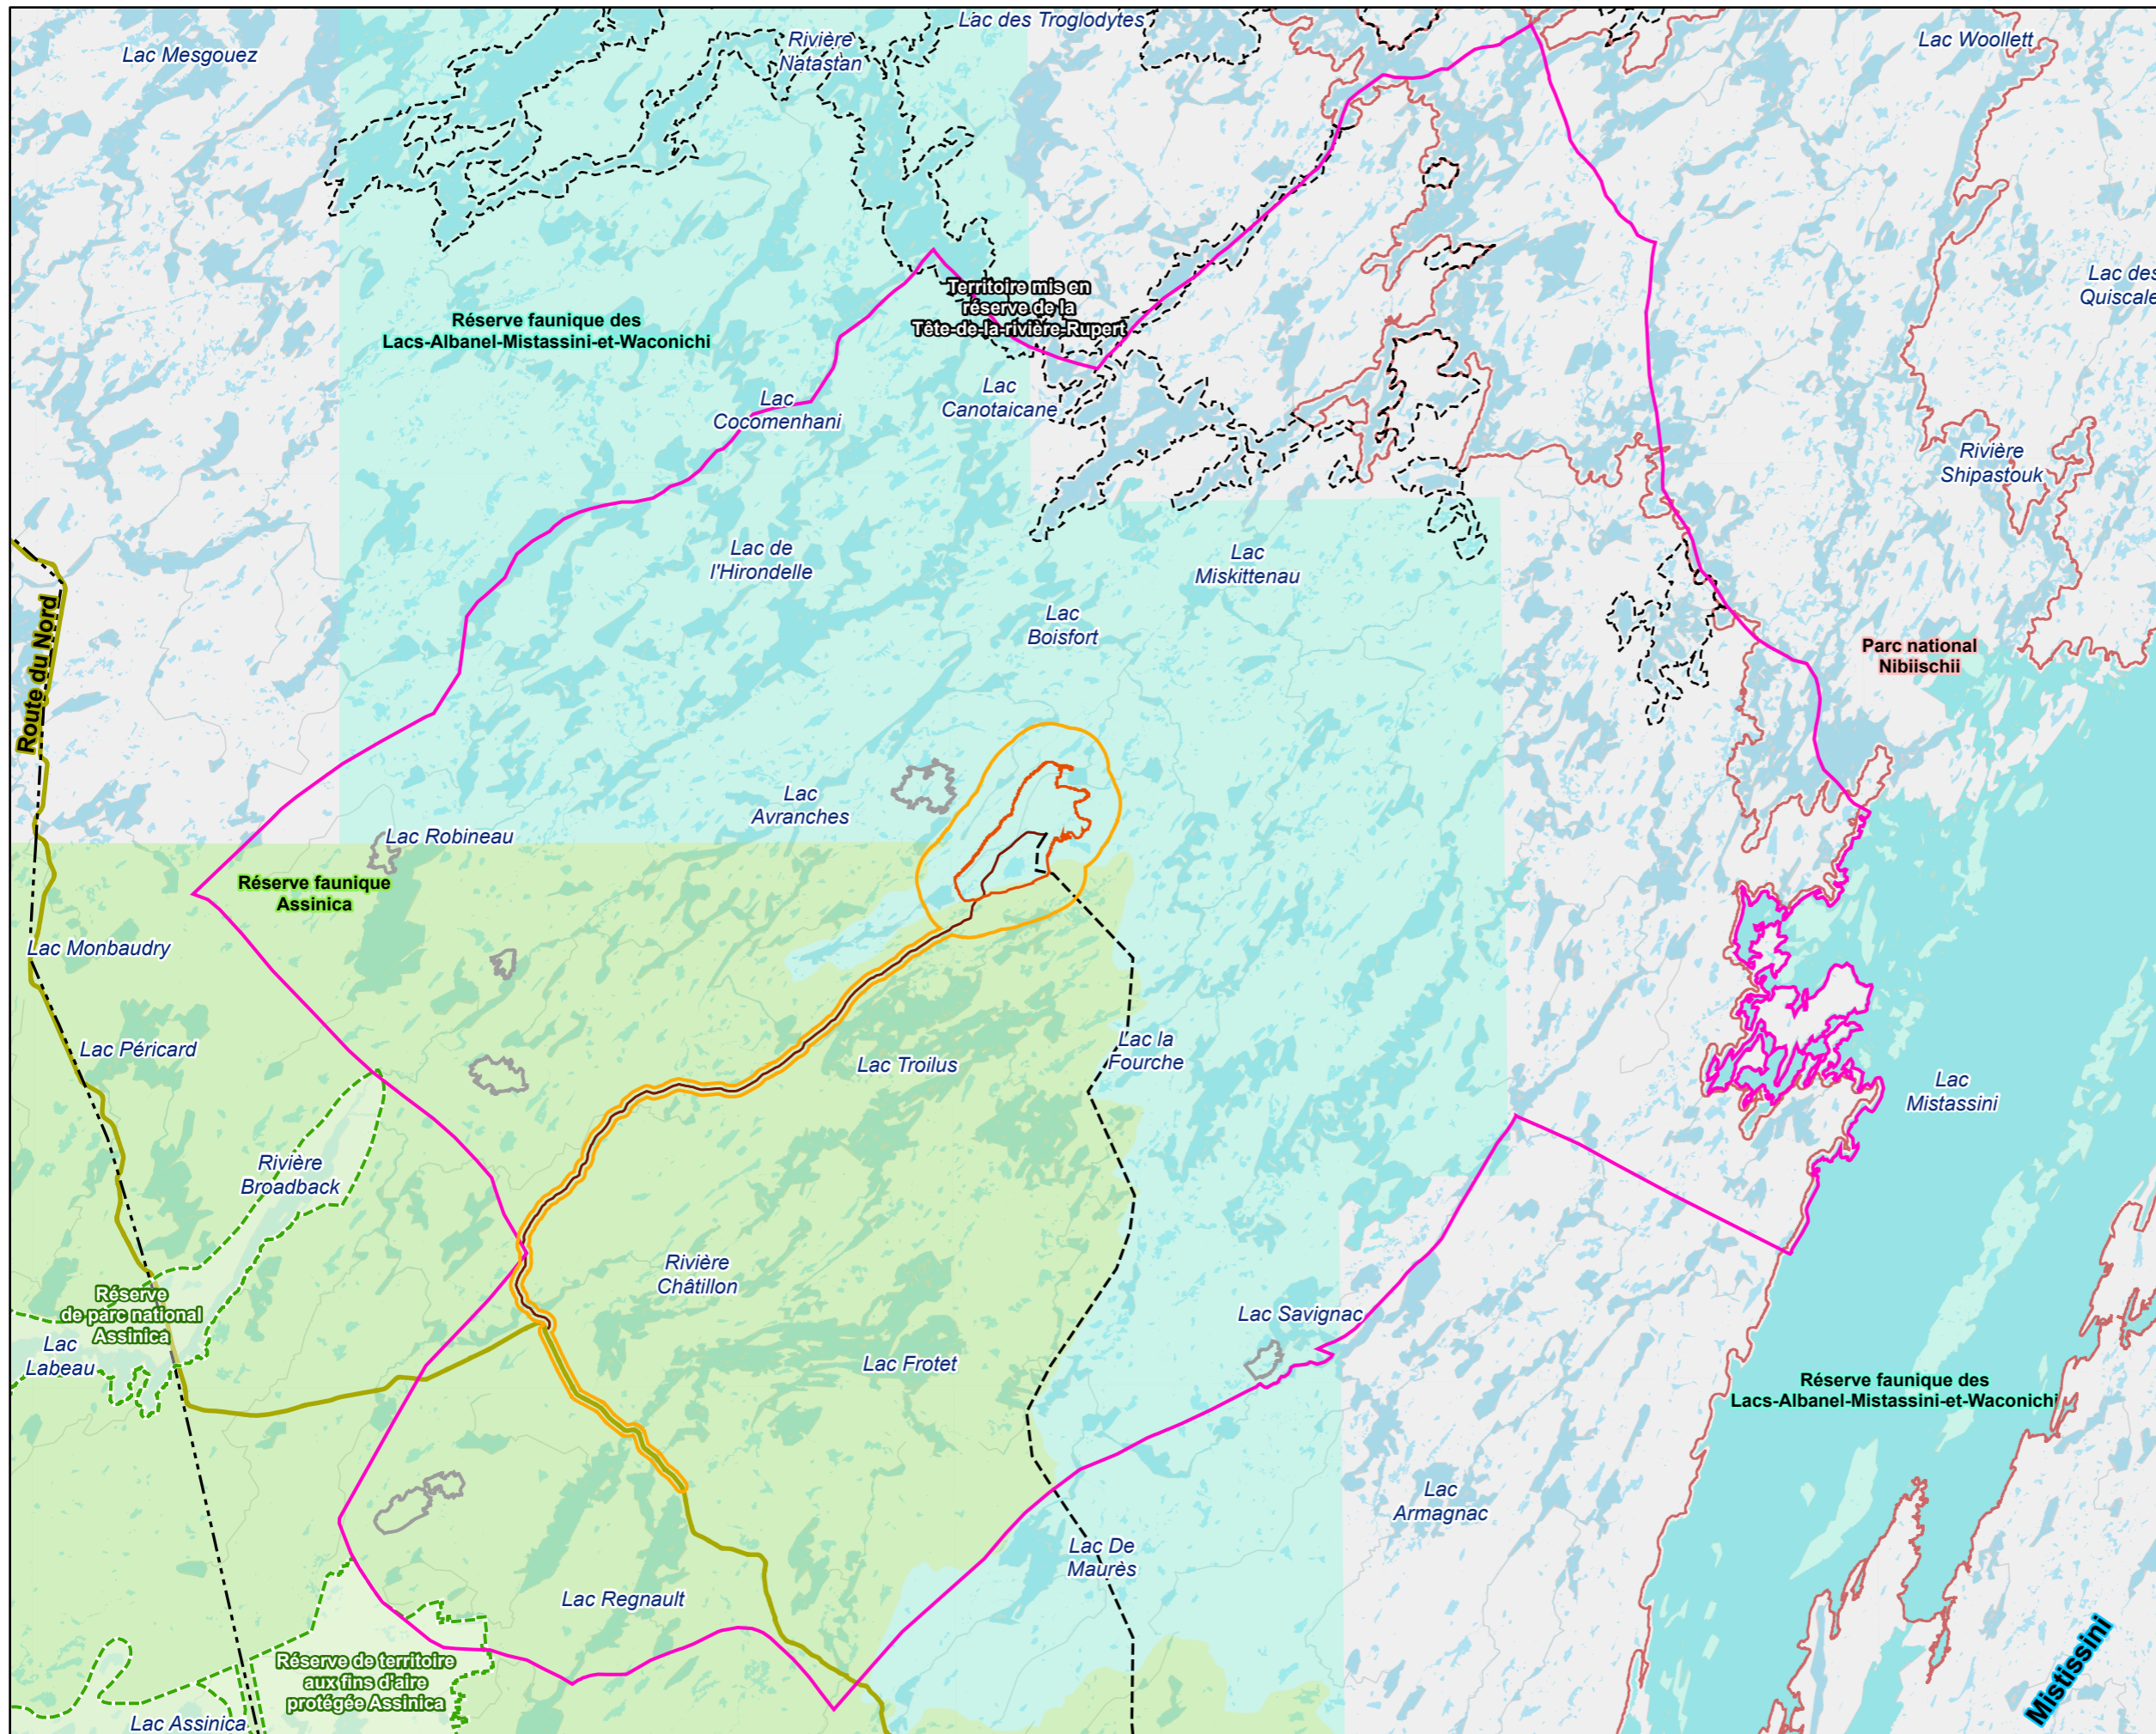 Lac des Troglodytes
Lac Mesgouez
Rivière
Natastan
Lac Woollett
Lac des
Territoire mis en
réserve de la
Tête-de-la-rivière-Rupert
Réserve faunique des
Lacs-Albanel-Mistassini-et-Waconichi
Lac
Canotaicane
Lac
Cocomenhani
Rivière
Shipastouk
Lac de
l'Hirondelle
Lac
Miskittenau
Lac
Boisfort
Route du Nord
Parc national
Nibiischii
Lac
Avranches
Lac Robineau
Réserve faunique
Assinica
Lac Monbaudry
Lac Péricard
Lac Troilus
Lac la
Fourche
Lac
Mistassini
Rivière
Broadback
Rivière
Châtillon
Réserve
de parc national
Assinica
Lac
Labeau
Lac Savignac
Lac Frotet
Réserve faunique des
Lacs-Albanel-Mistassini-et-Waconichi
Lac
Armagnac
Lac De
Maurès
Lac Regnault
Réserve de territoire
aux fins d'aire
protégée Assinica
Mistissini
Lac Assinica